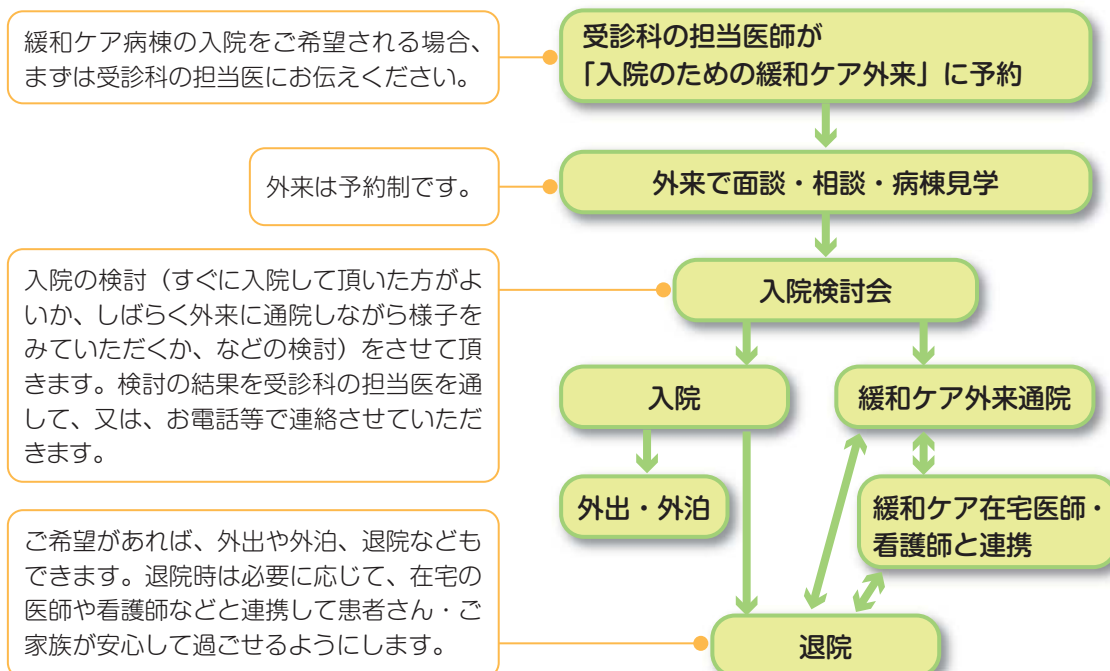 緩和ケア病棟の入院をご希望される場合、
まずは受診科の担当医にお伝えください。
受診科の担当医師が
「入院のための緩和ケア外来」に予約
外来は予約制です。
外来で面談・相談・病棟見学
入院の検討（すぐに入院して頂いた方がよ
いか、しばらく外来に通院しながら様子を
みていただくか、などの検討）をさせて頂
きます。検討の結果を受診科の担当医を通
して、又は、お電話等で連絡させていただ
きます。
入院検討会
入院
緩和ケア外来通院
外出・外泊
緩和ケア在宅医師・
看護師と連携
ご希望があれば、外出や外泊、退院なども
できます。退院時は必要に応じて、在宅の
医師や看護師などと連携して患者さん・ご
家族が安心して過ごせるようにします。
退院